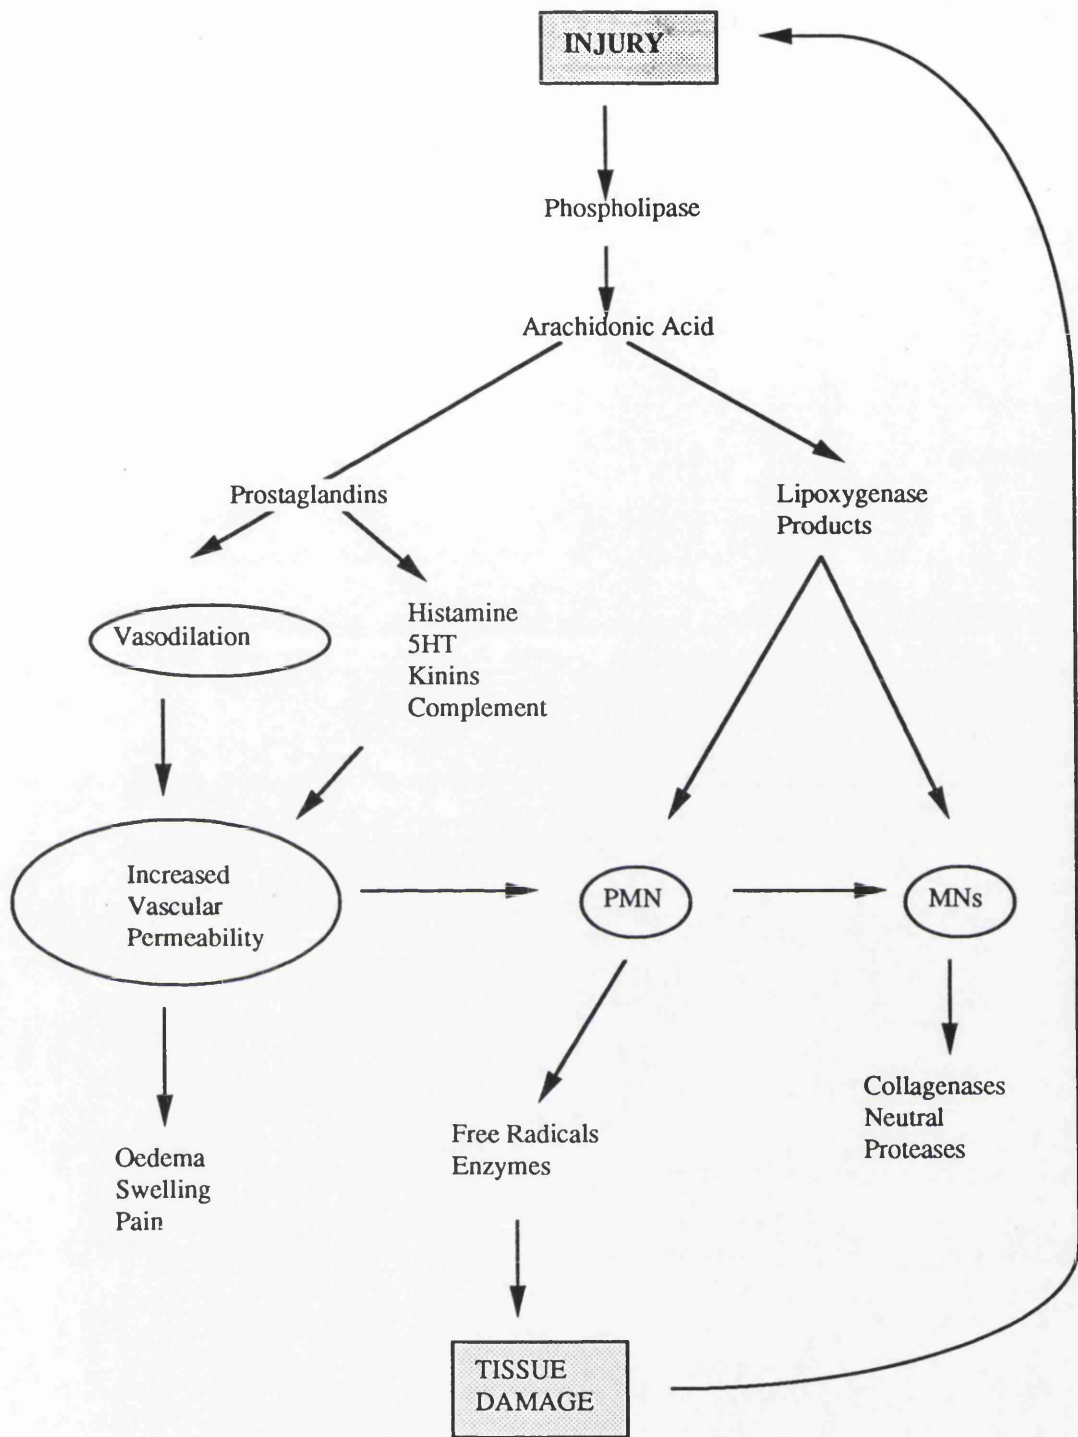 INJURY
Phospholipase
Arachidonic Acid
Prostaglandins
Lipoxygenase
Products
Vasodilation
Histamine
5HT
Kinins
Complement
Increased
Vascular
Permeability
PMN
MNs
Collagenases
Neutral
Proteases
Free Radicals
Enzymes
Oedema
Swelling
Pain
TISSUE
DAMAGE